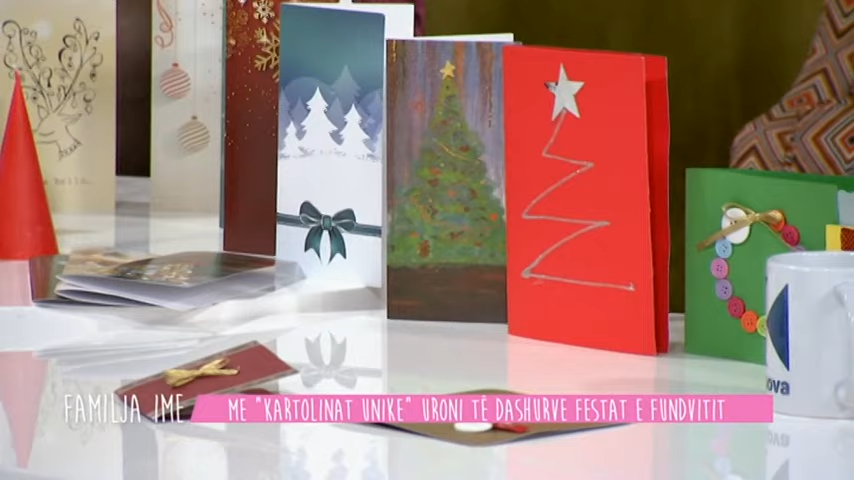 FAMILJA IME
ME "KARTOLINAT UNIKE" URONI TË DASHURVE FESTAT E FUNDVITIT
ova